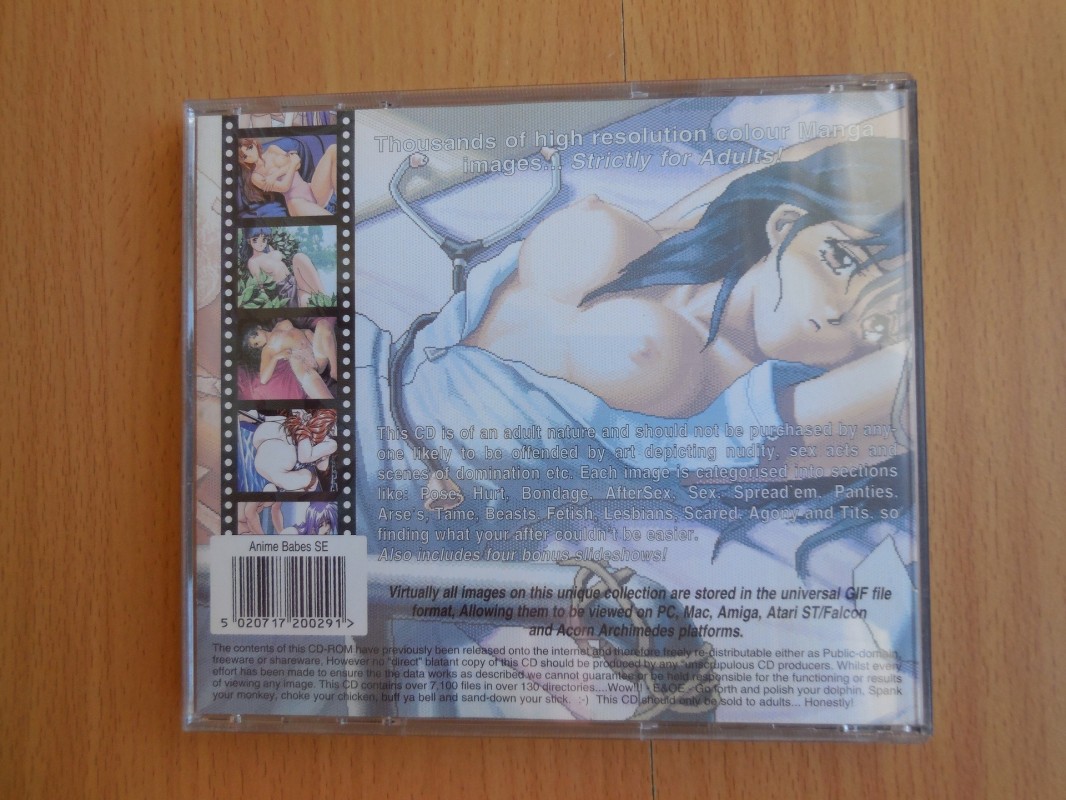 Thousands of high resolution colour Manga
images... Strictly for Adults!
This CD is of an adult nature and should not be purchased by any-
one likely to be offended by art depicting nudity, sex acts and
scenes of domination etc. Each image is categorised into sections
like: Pose, Hurt, Bondage, AfterSex, Sex, Spread'em, Panties,
Arse's, Tame, Beasts, Fetish, Lesbians, Scared, Agony and Tits. so
finding what your after couldn't be easier.
Also includes four bonus slideshows!
Anime Babes SE
5 020717 200291 >
Virtually all images on this unique collection are stored in the universal GIF file
format, Allowing them to be viewed on PC, Mac, Amiga, Atari ST/Falcon
and Acorn Archimedes platforms.
The contents of this CD-ROM have previously been released onto the internet and therefore freely re-distributable either as Public-domain,
freeware or shareware. However no "direct" blatant copy of this CD should be produced by any "unscrupulous CD producers. Whilst every
effort has been made to ensure the the data works as described we cannot guarantee or be held responsible for the functioning or results
of viewing any image. This CD contains over 7,100 files in over 130 directories....Wow!!! - E&OE - Go forth and polish your dolphin, Spank
your monkey, choke your chicken, buff ya bell and sand-down your stick. :-) This CD should only be sold to adults... Honestly!